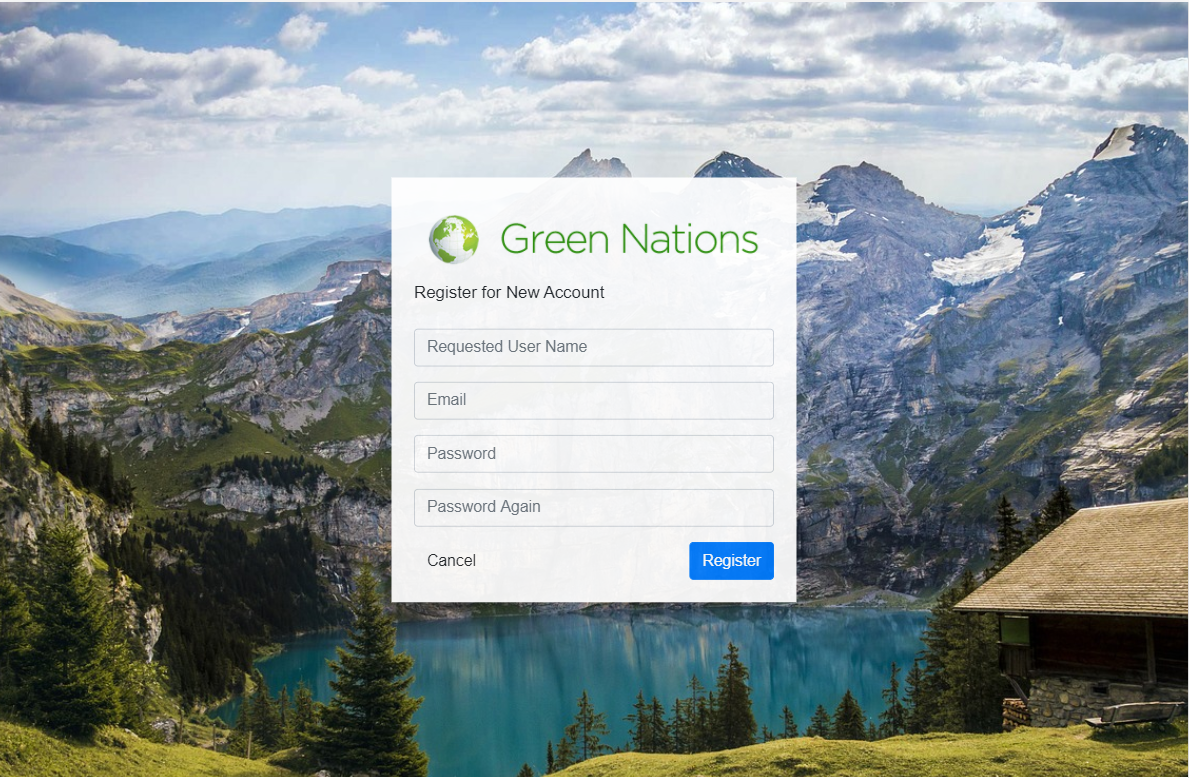 Green Nations
Register for New Account
Requested User Name
Email
Password
Password Again
Cancel
Register